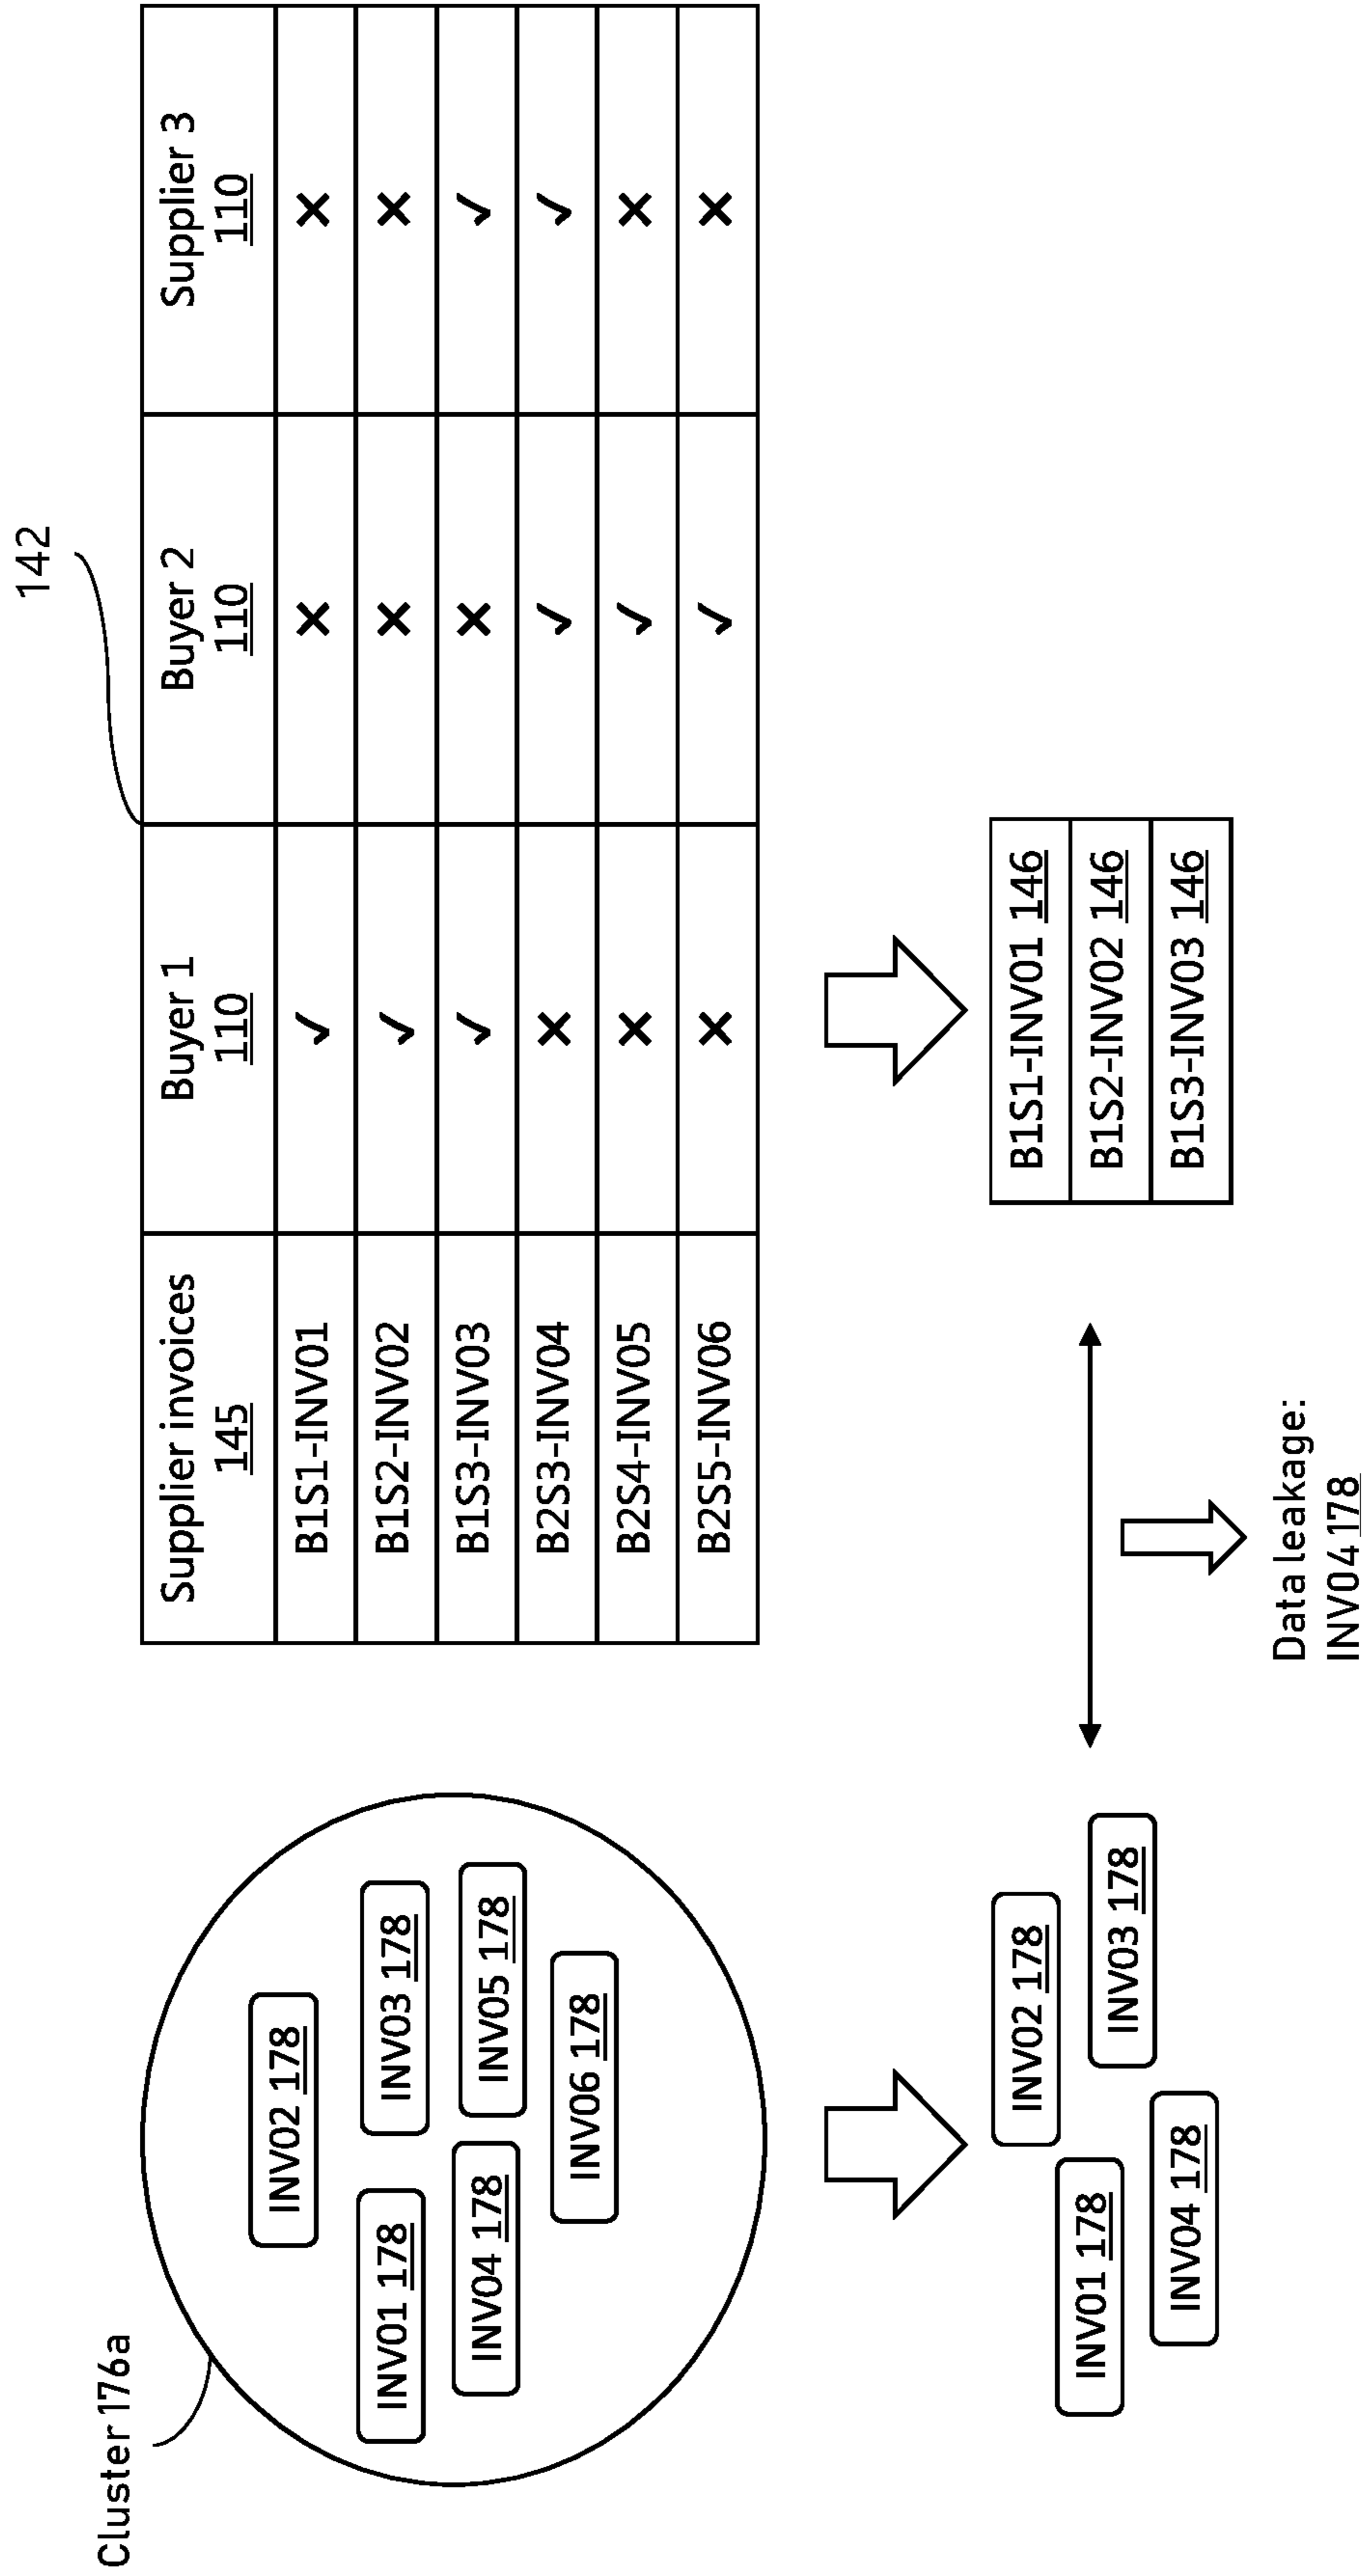 Cluster 176a
INV02 178
INV01 178
INV03 178
INV04 178
INV05 178
INV06 178
142
Supplier invoices
145
Buyer 1
110
Buyer 2
110
Supplier 3
110
B1S1-INV01 ✓ × ×
B1S2-INV02 ✓ × ×
B1S3-INV03 ✓ × ✓
B2S3-INV04 × ✓ ✓
B2S4-INV05 × ✓ ×
B2S5-INV06 × ✓ ×
INV02 178
INV01 178
INV03 178
INV04 178
B1S1-INV01 146
B1S2-INV02 146
B1S3-INV03 146
Data leakage:
INV04 178